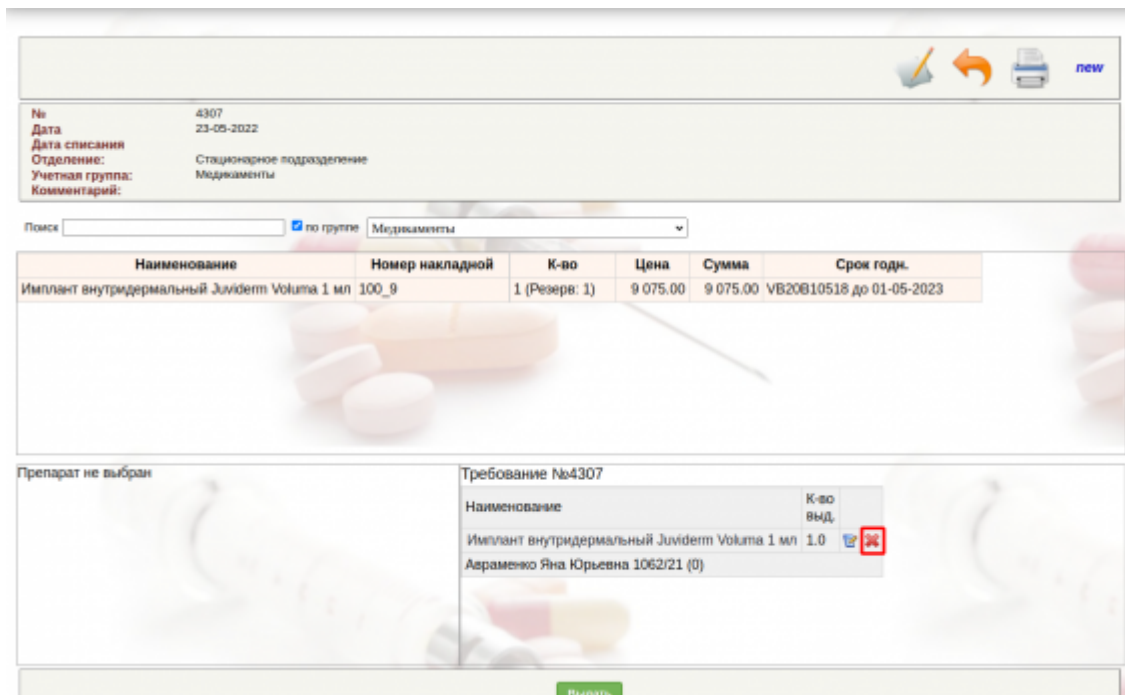 new
№ 4307
Дата 23-05-2022
Дата списания
Отделение: Стационарное подразделение
Учетная группа: Медикаменты
Комментарий:
Поиск по группе Медикаменты
Наименование Номер накладной К-во Цена Сумма Срок годн.
Имплант внутридермальный Juviderm Voluma 1 мл 100_9 1 (Резерв: 1) 9 075.00 9 075.00 VB20B10518 до 01-05-2023
Препарат не выбран
Требование №4307
Наименование К-во выд.
Имплант внутридермальный Juviderm Voluma 1 мл 1.0
Авраменко Яна Юрьевна 1062/21 (0)
Выдать